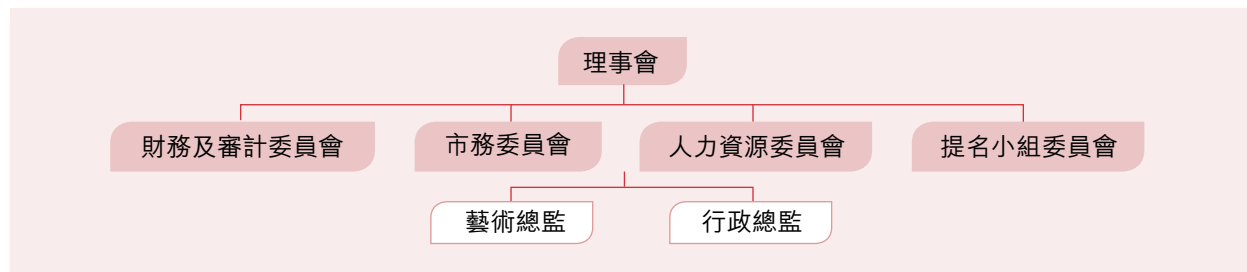 理事會
財務及審計委員會
市務委員會
人力資源委員會
提名小組委員會
藝術總監
行政總監